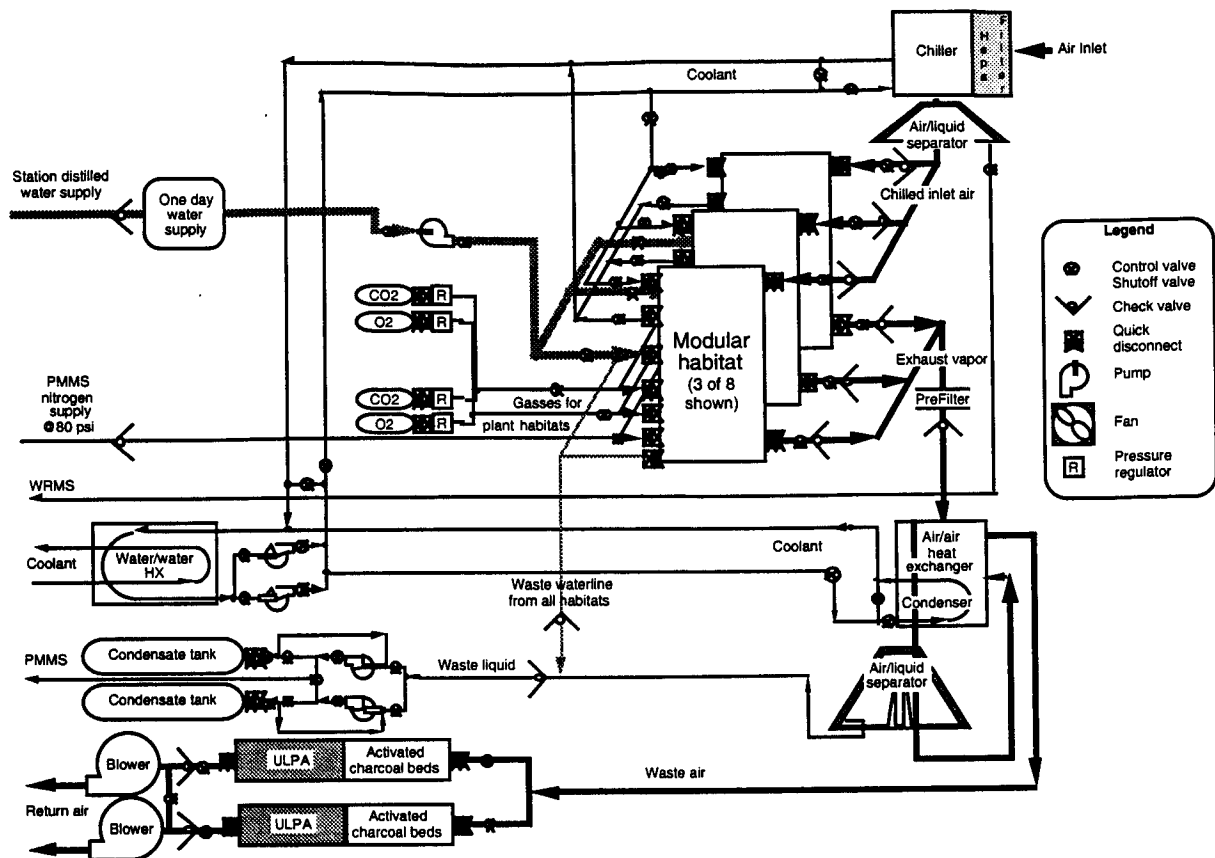 Chiller
Hepa
Filter
Air Inlet
Coolant
Air/liquid
separator
Station distilled
water supply
One day
water
supply
Chilled inlet air
Legend
Control valve
Shutoff valve
Check valve
Quick
disconnect
Pump
Fan
R
Pressure
regulator
CO2
R
O2
R
Modular
habitat
(3 of 8
shown)
Exhaust vapor
PreFilter
PMMS
nitrogen
supply
@80 psi
CO2
R
O2
R
Gasses for
plant habitats
WRMS
Water/water
HX
Coolant
Coolant
Air/air
heat
exchanger
Condenser
Waste waterline
from all habitats
Condensate tank
PMMS
Condensate tank
Waste liquid
Air/liquid
separator
Blower
ULPA
Activated
charcoal beds
Return air
Waste air
Blower
ULPA
Activated
charcoal beds